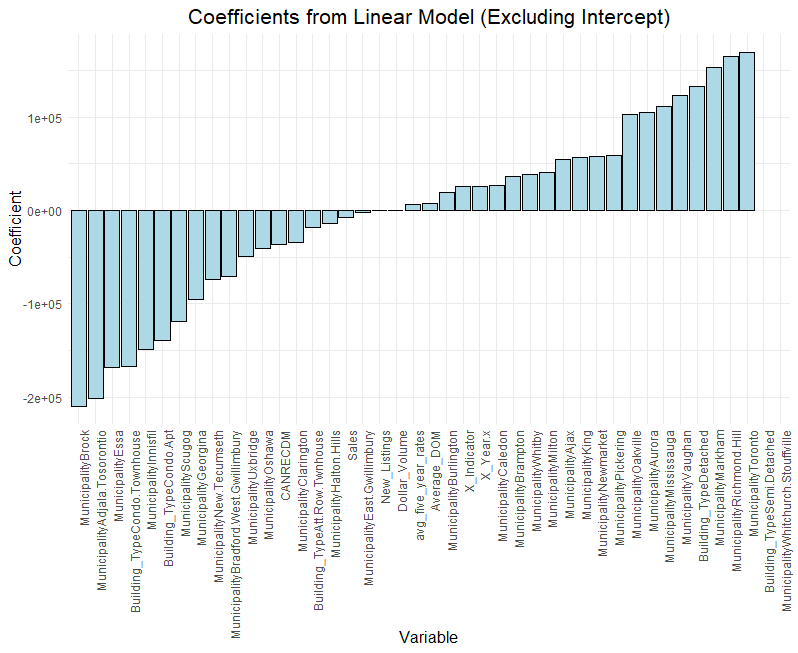 Coefficients from Linear Model (Excluding Intercept)
Coefficient
1e+05
0e+00
-1e+05
-2e+05
MunicipalityBrock
MunicipalityAdjala.Tosorontio
MunicipalityEssa
Building_TypeCondo.Townhouse
MunicipalityInnisfil
Building_TypeCondo.Apt
MunicipalityScugog
MunicipalityGeorgina
MunicipalityNew.Tecumseth
MunicipalityBradford.West.Gwillimbury
MunicipalityUxbridge
MunicipalityOshawa
CANRECDM
MunicipalityClarington
Building_TypeAtt.Row.Twnhouse
MunicipalityHalton.Hills
Sales
MunicipalityEast.Gwillimbury
New_Listings
Dollar_Volume
avg_five_year_rates
Average_DOM
MunicipalityBurlington
X_Indicator
X_Year.x
MunicipalityCaledon
MunicipalityBrampton
MunicipalityWhitby
MunicipalityMilton
MunicipalityAjax
MunicipalityKing
MunicipalityNewmarket
MunicipalityPickering
MunicipalityOakville
MunicipalityAurora
MunicipalityMississauga
MunicipalityVaughan
Building_TypeDetached
MunicipalityMarkham
MunicipalityRichmond.Hill
MunicipalityToronto
Building_TypeSemi.Detached
MunicipalityWhitchurch.Stouffville
Variable